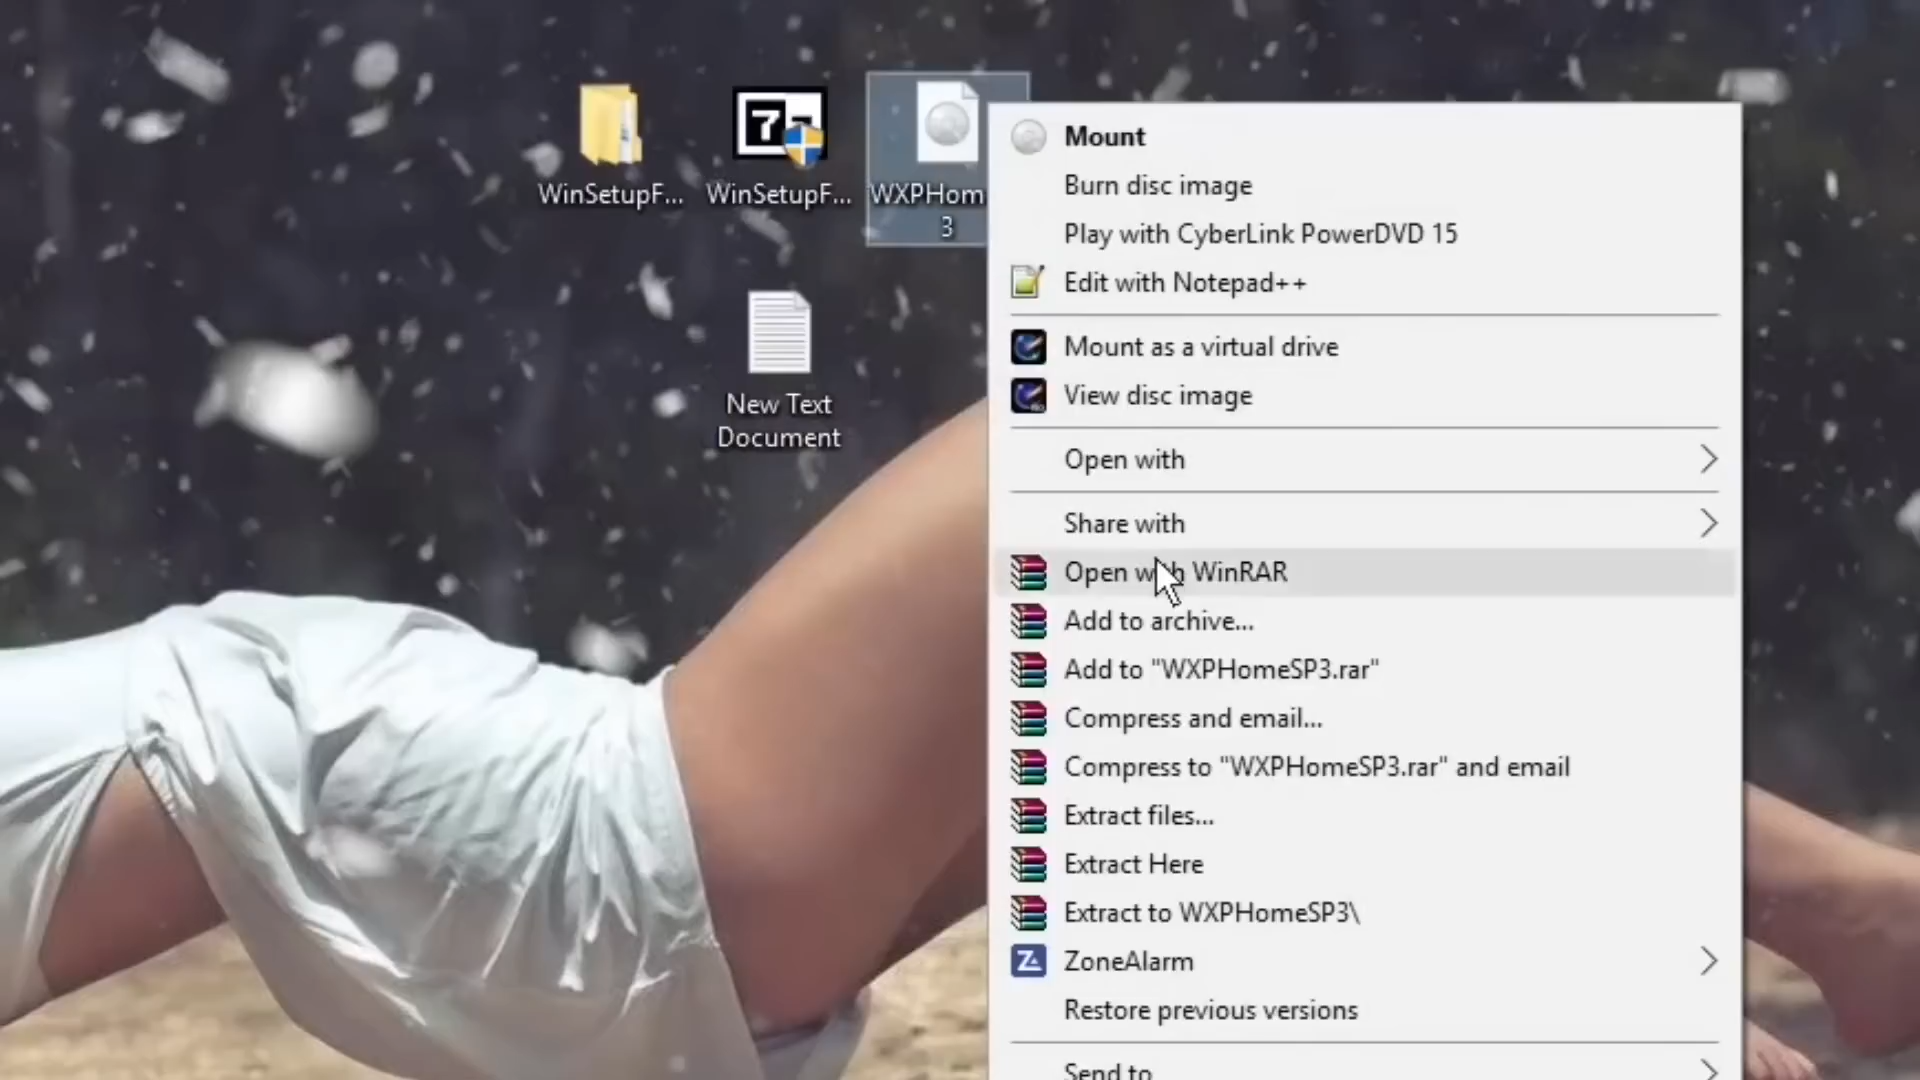 WinSetupF...
WinSetupF...
WXPHom
3
New Text
Document
Mount
Burn disc image
Play with CyberLink PowerDVD 15
Edit with Notepad++
Mount as a virtual drive
View disc image
Open with
Share with
Open with WinRAR
Add to archive...
Add to "WXPHomeSP3.rar"
Compress and email...
Compress to "WXPHomeSP3.rar" and email
Extract files...
Extract Here
Extract to WXPHomeSP3\
ZoneAlarm
Restore previous versions
Send to